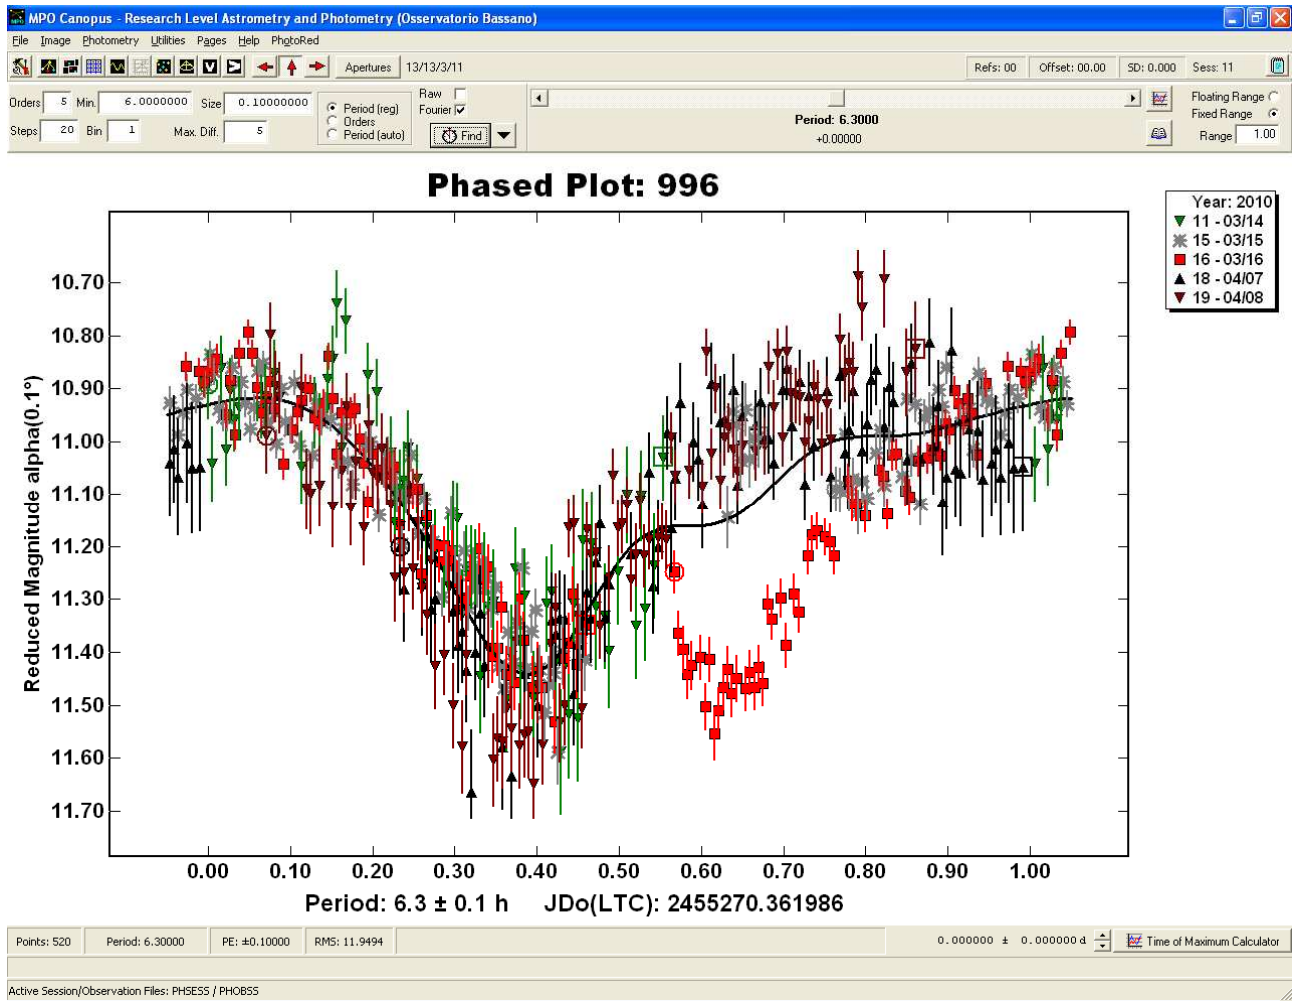 MPO Canopus - Research Level Astrometry and Photometry (Osservatorio Bassano)
File Image Photometry Utilities Pages Help PhotoRed
Apertures 13/13/3/11 Refs: 00 Offset: 00.00 SD: 0.000 Sess: 11
Orders 5 Min. 6.0000000 Size 0.10000000
Steps 20 Bin 1 Max. Diff. 5
Period (reg)
Orders
Period (auto)
Raw
Fourier
Find
Period: 6.3000
+0.00000
Floating Range
Fixed Range
Range 1.00
Phased Plot: 996
Year: 2010
11 - 03/14
15 - 03/15
16 - 03/16
18 - 04/07
19 - 04/08
Reduced Magnitude alpha(0.1°)
10.70
10.80
10.90
11.00
11.10
11.20
11.30
11.40
11.50
11.60
11.70
0.00 0.10 0.20 0.30 0.40 0.50 0.60 0.70 0.80 0.90 1.00
Period: 6.3 ± 0.1 h JDo(LTC): 2455270.361986
Points: 520 Period: 6.30000 PE: ±0.10000 RMS: 11.9494 0.000000 ± 0.000000 d Time of Maximum Calculator
Active Session/Observation Files: PHSESS / PHOBSS